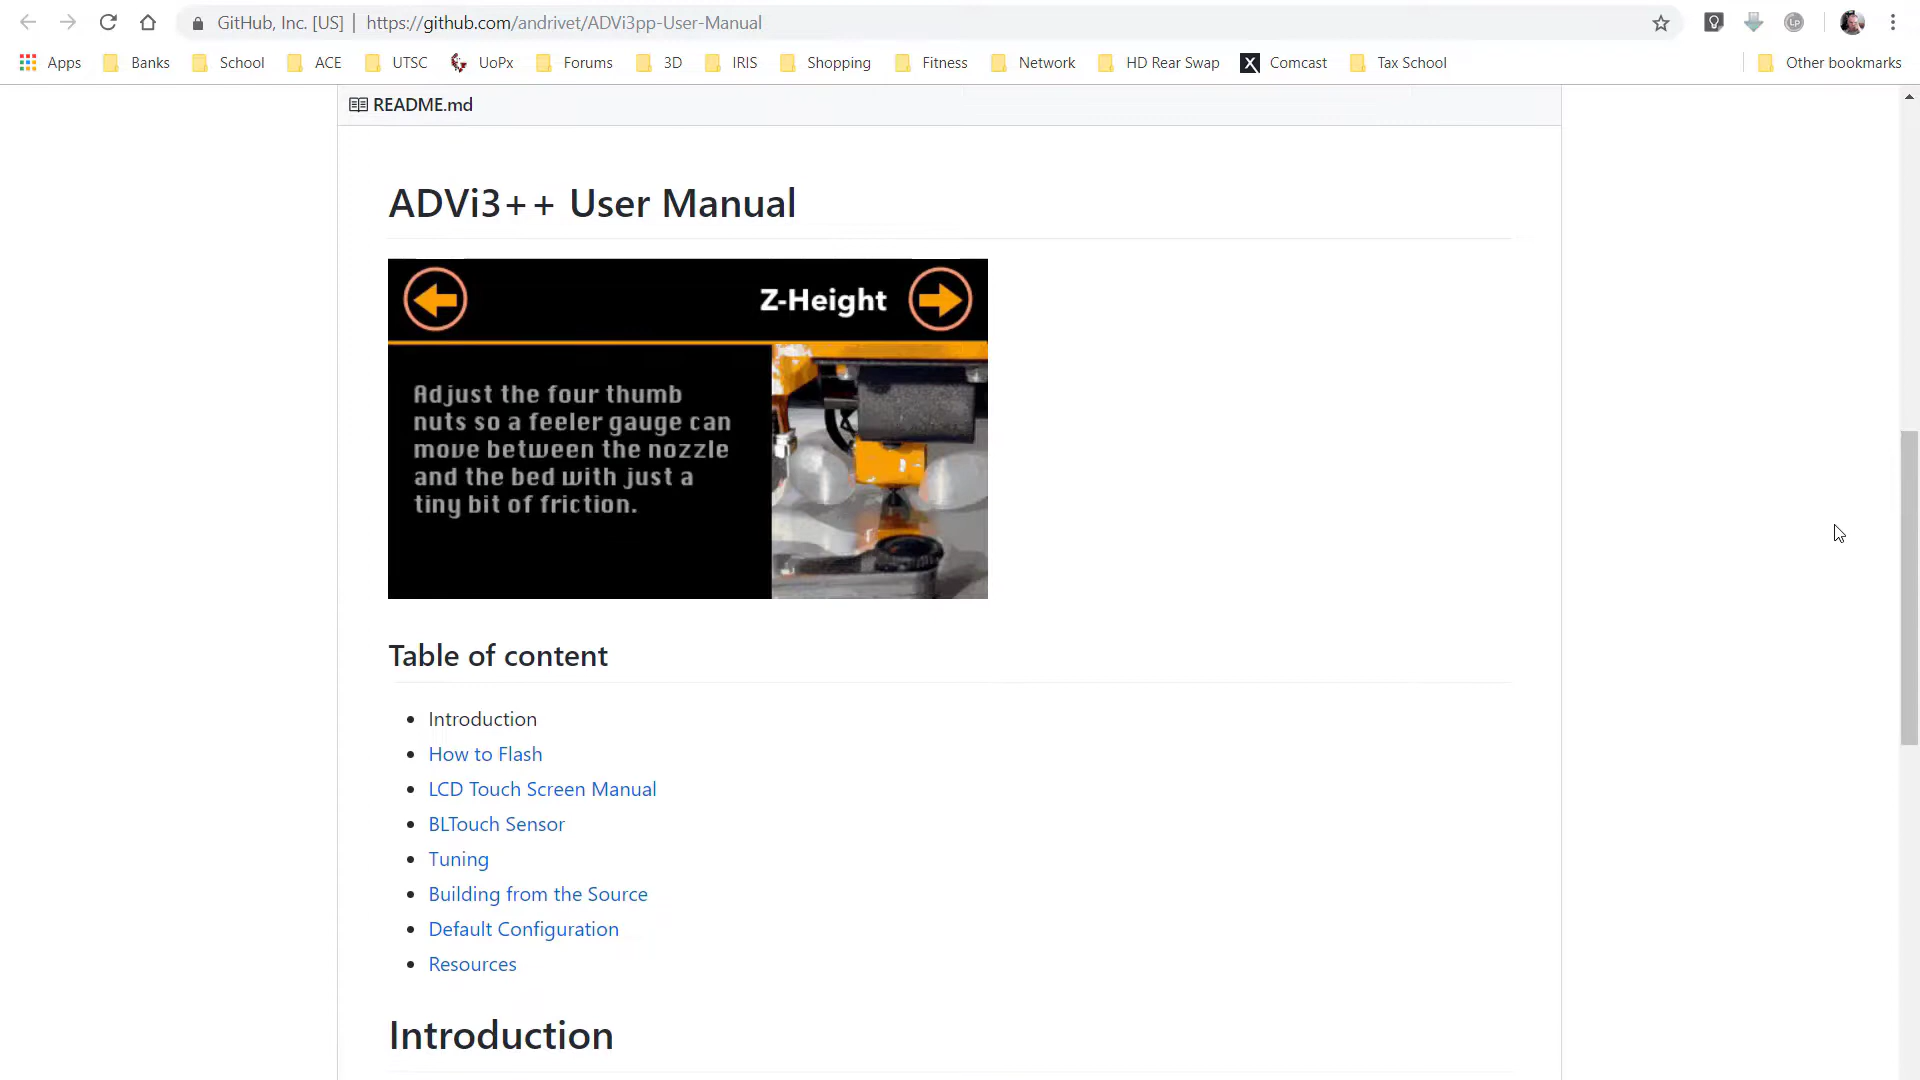 GitHub, Inc. [US] | https://github.com/andrivet/ADVi3pp-User-Manual
Apps Banks School ACE UTSC UoPx Forums 3D IRIS Shopping Fitness Network HD Rear Swap Comcast Tax School Other bookmarks
README.md
ADVi3++ User Manual
Z-Height
Adjust the four thumb
nuts so a feeler gauge can
move between the nozzle
and the bed with just a
tiny bit of friction.
Table of content
Introduction
How to Flash
LCD Touch Screen Manual
BLTouch Sensor
Tuning
Building from the Source
Default Configuration
Resources
Introduction